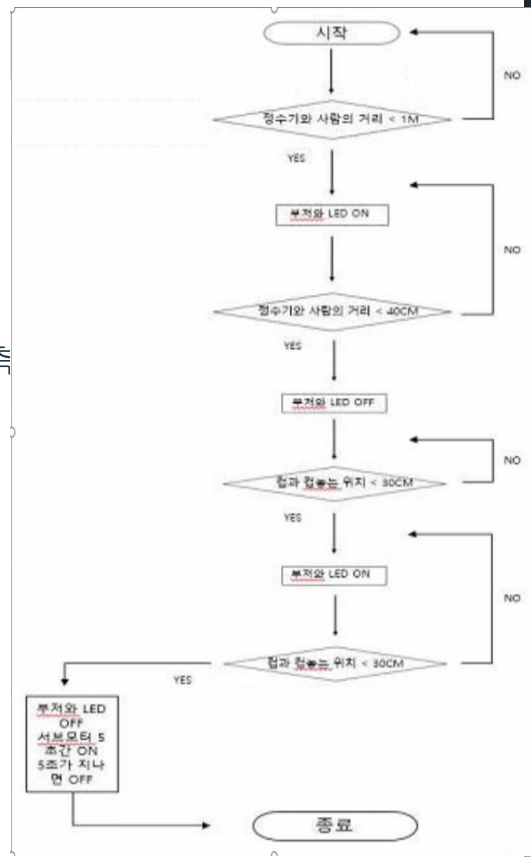 시작
NO
정수기와 사람의 거리 < 1M
YES
부저와 LED ON
NO
정수기와 사람의 거리 < 40CM
YES
부저와 LED OFF
NO
컵과 컵놓는 위치 < 30CM
YES
부저와 LED ON
NO
컵과 컵놓는 위치 < 30CM
YES
부저와 LED
OFF
서브모터 5
초간 ON
5초가 지나
면 OFF
종료